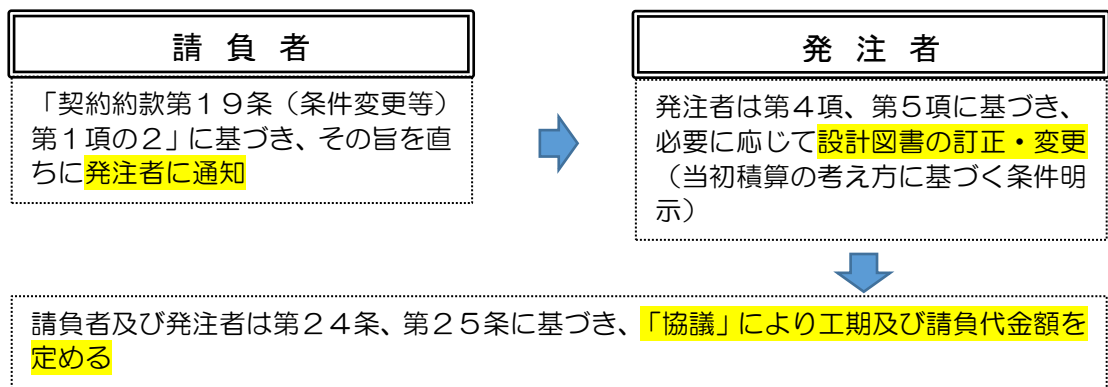 請負者
「契約約款第１９条（条件変更等）
第１項の２」に基づき、その旨を直
ちに発注者に通知
発注者
発注者は第４項、第５項に基づき、
必要に応じて設計図書の訂正・変更
（当初積算の考え方に基づく条件明
示）
請負者及び発注者は第２４条、第２５条に基づき、「協議」により工期及び請負代金額を
定める